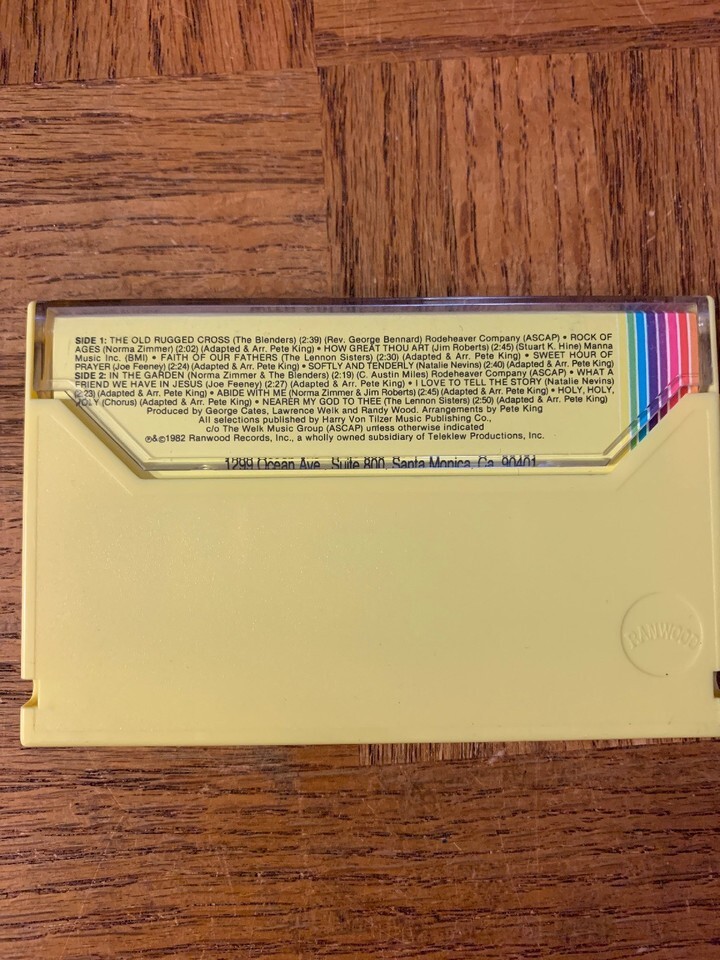 SIDE 1: THE OLD RUGGED CROSS (The Blenders) (2:39) (Rev. George Bennard) Rodeheaver Company (ASCAP) • ROCK OF
AGES (Norma Zimmer) (2:02) (Adapted & Arr. Pete King) • HOW GREAT THOU ART (Jim Roberts) (2:45) (Stuart K. Hine) Manna
Music Inc. (BMI) • FAITH OF OUR FATHERS (The Lennon Sisters) (2:30) (Adapted & Arr. Pete King) • SWEET HOUR OF
PRAYER (Joe Feeney) (2:24) (Adapted & Arr. Pete King) • SOFTLY AND TENDERLY (Natalie Nevins) (2:40) (Adapted & Arr. Pete King)
SIDE 2: IN THE GARDEN (Norma Zimmer & The Blenders) (2:19) (C. Austin Miles) Rodeheaver Company (ASCAP) • WHAT A
FRIEND WE HAVE IN JESUS (Joe Feeney) (2:27) (Adapted & Arr. Pete King) • I LOVE TO TELL THE STORY (Natalie Nevins)
(2:23) (Adapted & Arr. Pete King) • ABIDE WITH ME (Norma Zimmer & Jim Roberts) (2:45) (Adapted & Arr. Pete King) • HOLY, HOLY,
HOLY (Chorus) (Adapted & Arr. Pete King) • NEARER MY GOD TO THEE (The Lennon Sisters) (2:50) (Adapted & Arr. Pete King)
Produced by George Cates, Lawrence Welk and Randy Wood. Arrangements by Pete King
All selections published by Harry Von Tilzer Music Publishing Co.,
c/o The Welk Music Group (ASCAP) unless otherwise indicated
℗&©1982 Ranwood Records, Inc., a wholly owned subsidiary of Teleklew Productions, Inc.
1299 Ocean Ave., Suite 800, Santa Monica, Ca. 90401
RANWOOD